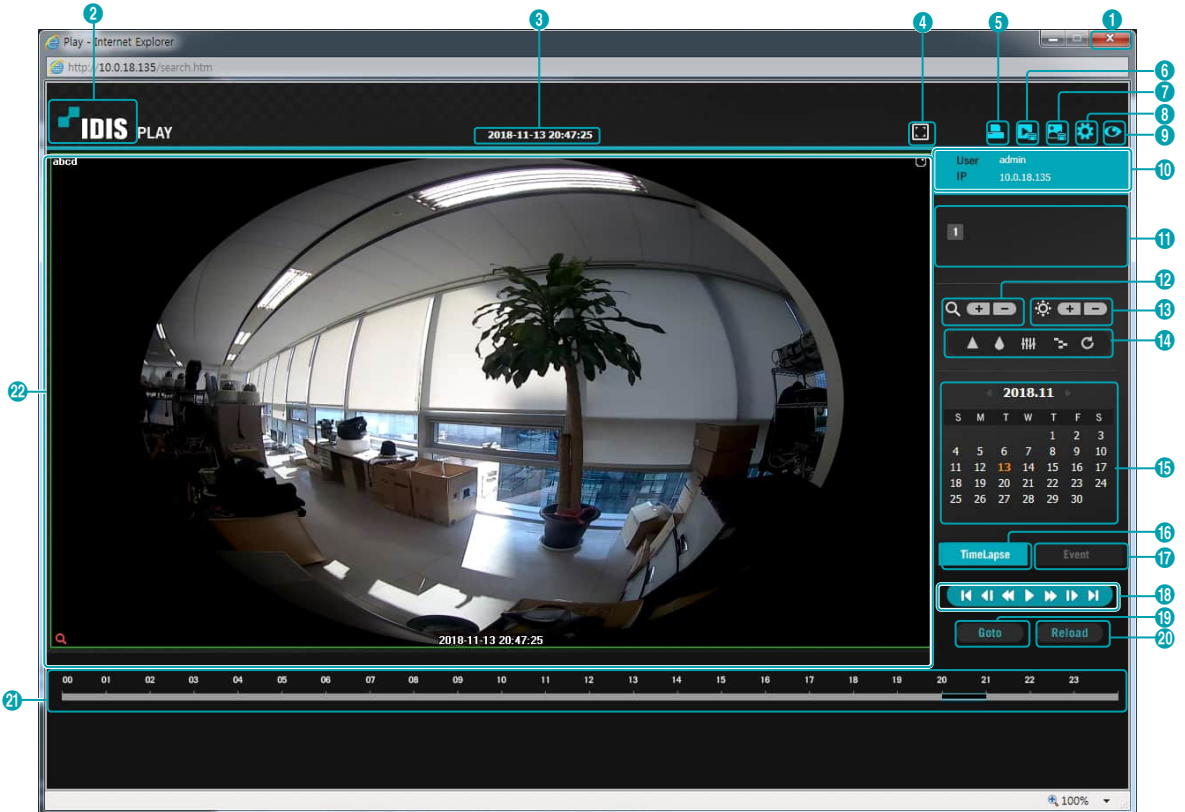 2
3
4
5
1
Play - Internet Explorer
http://10.0.18.135/search.htm
6
7
8
9
IDIS PLAY
2018-11-13 20:47:25
abcd
User admin
IP 10.0.18.135
10
1
11
12
13
14
22
2018.11
S M T W T F S
1 2 3
4 5 6 7 8 9 10
11 12 13 14 15 16 17
18 19 20 21 22 23 24
25 26 27 28 29 30
15
16
TimeLapse Event
17
18
19
Goto Reload
20
2018-11-13 20:47:25
00 01 02 03 04 05 06 07 08 09 10 11 12 13 14 15 16 17 18 19 20 21 22 23
21
100%